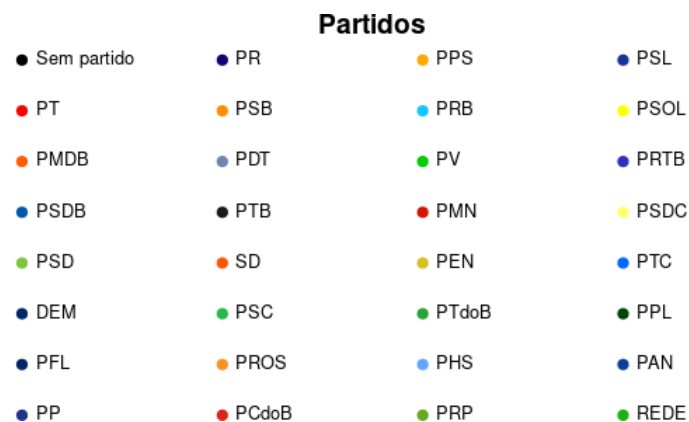 Partidos
Sem partido PR PPS PSL
PT PSB PRB PSOL
PMDB PDT PV PRTB
PSDB PTB PMN PSDC
PSD SD PEN PTC
DEM PSC PTdoB PPL
PFL PROS PHS PAN
PP PCdoB PRP REDE